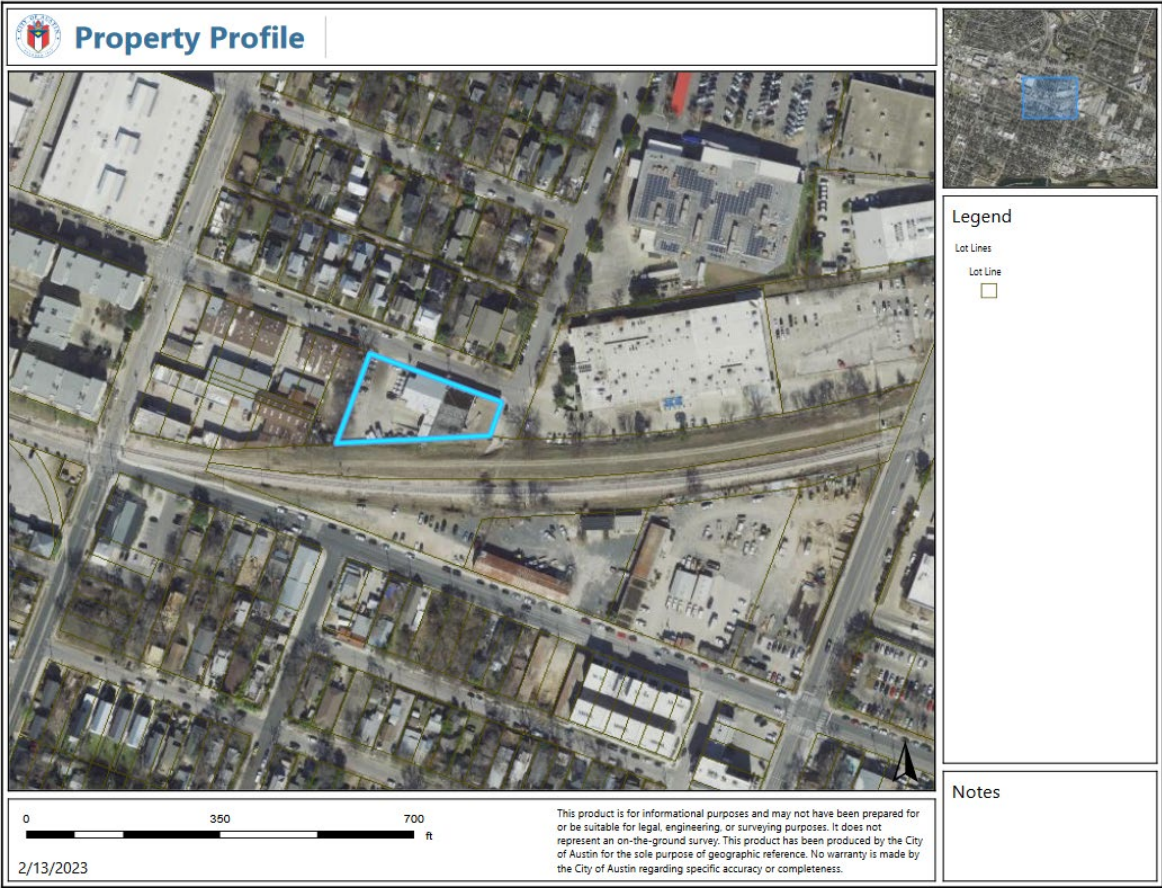 CITY OF AUSTIN
Property Profile
Legend
Lot Lines
Lot Line
Notes
0 350 700
ft
2/13/2023
This product is for informational purposes and may not have been prepared for
or be suitable for legal, engineering, or surveying purposes. It does not
represent an on-the-ground survey. This product has been produced by the City
of Austin for the sole purpose of geographic reference. No warranty is made by
the City of Austin regarding specific accuracy or completeness.